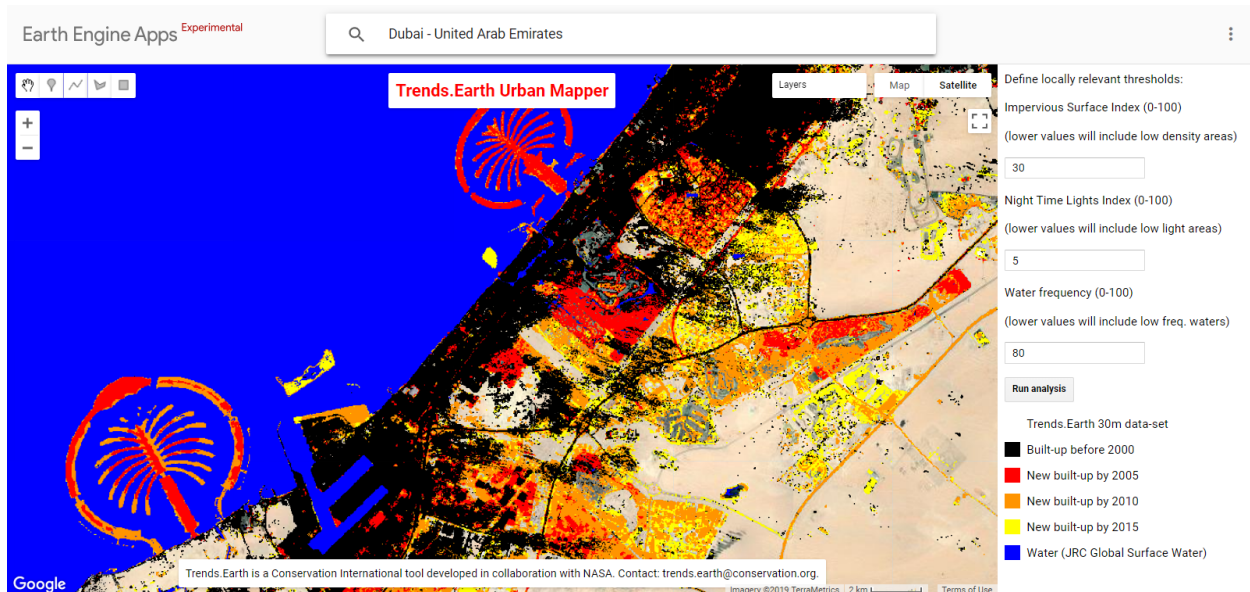 Earth Engine Apps Experimental
Dubai - United Arab Emirates
Trends.Earth Urban Mapper
Layers
Map
Satellite
+
−
Define locally relevant thresholds:
Impervious Surface Index (0-100)
(lower values will include low density areas)
30
Night Time Lights Index (0-100)
(lower values will include low light areas)
5
Water frequency (0-100)
(lower values will include low freq. waters)
80
Run analysis
Trends.Earth 30m data-set
Built-up before 2000
New built-up by 2005
New built-up by 2010
New built-up by 2015
Water (JRC Global Surface Water)
Trends.Earth is a Conservation International tool developed in collaboration with NASA. Contact: trends.earth@conservation.org.
Google
Imagery ©2019 TerraMetrics
2 km
Terms of Use